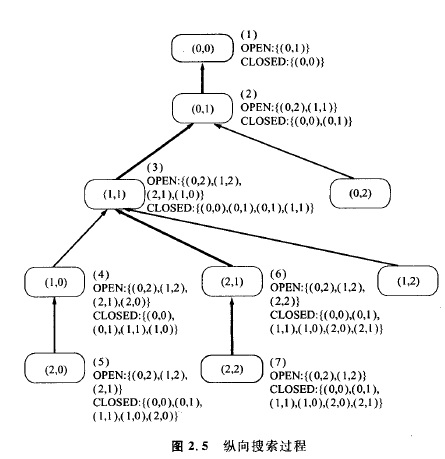 (0,0)
(1)
OPEN:{(0,1)}
CLOSED:{(0,0)}
(0,1)
(2)
OPEN:{(0,2),(1,1)}
CLOSED:{(0,0),(0,1)}
{1,1)
(3)
OPEN:{(0,2),(1,2),
(2,1),(1,0)}
CLOSED:{(0,0),(0,1),(0,1),(1,1)}
(0,2)
(1,0)
(4)
OPEN:{(0,2),(1,2),
(2,1),(2,0)}
CLOSED:{(0,0),
(0,1),(1,1),(1,0)}
(2,1)
(6)
OPEN:{(0,2),(1,2),
(2,2)}
CLOSED:{(0,0),(0,1),
(1,1),(1,0),(2,0),(2,1)}
(1,2)
(2,0)
(5)
OPEN:{(0,2),(1,2),
(2,1)}
CLOSED:{(0,0),(0,1),
(1,1),(1,0),(2,0)}
(2,2)
(7)
OPEN:{(0,2),(1,2)}
CLOSED:{(0,0),(0,1),
(1,1),(1,0),(2,0),(2,1)}
图 2.5 纵向搜索过程